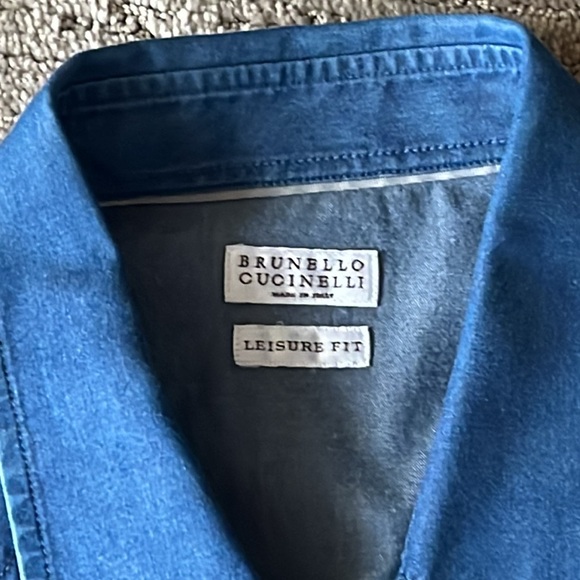 BRUNELLO
CUCINELLI
MADE IN ITALY
LEISURE FIT